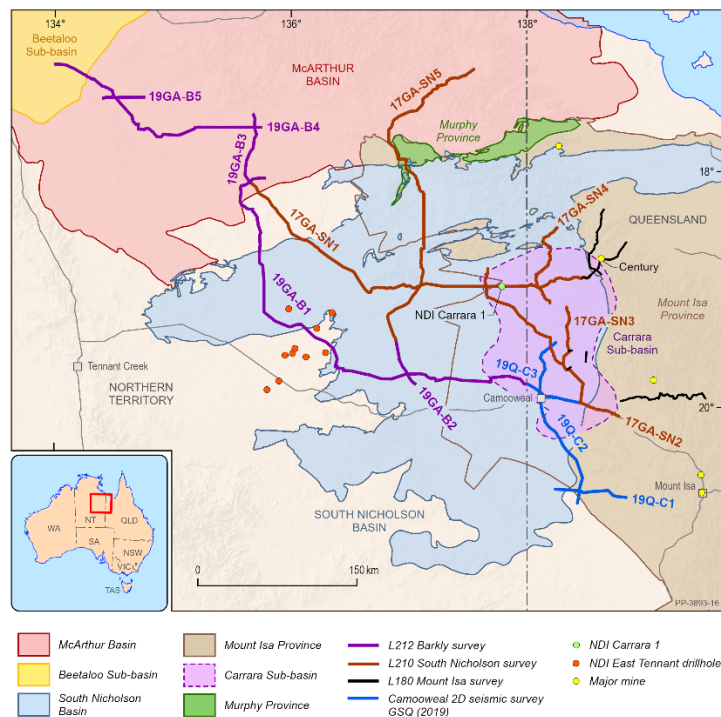 134°
136°
138°
Beetaloo
Sub-basin
McARTHUR
BASIN
17GA-SN5
19GA-B5
19GA-B4
19GA-B3
Murphy
Province
18°
17GA-SN4
QUEENSLAND
17GA-SN1
Century
19GA-B1
NDI Carrara 1
17GA-SN3
Mount Isa
Province
Carrara
Sub-basin
Tennant Creek
19Q-C3
NORTHERN
TERRITORY
Camooweal
20°
19GA-B2
17GA-SN2
19Q-C2
Mount Isa
19Q-C1
SOUTH NICHOLSON
BASIN
WA
NT
QLD
SA
NSW
VIC
TAS
0
150 km
PP-3893-16
McArthur Basin
Mount Isa Province
L212 Barkly survey
NDI Carrara 1
Beetaloo Sub-basin
Carrara Sub-basin
L210 South Nicholson survey
NDI East Tennant drillhole
South Nicholson
Basin
Murphy Province
L180 Mount Isa survey
Major mine
Camooweal 2D seismic survey
GSQ (2019)